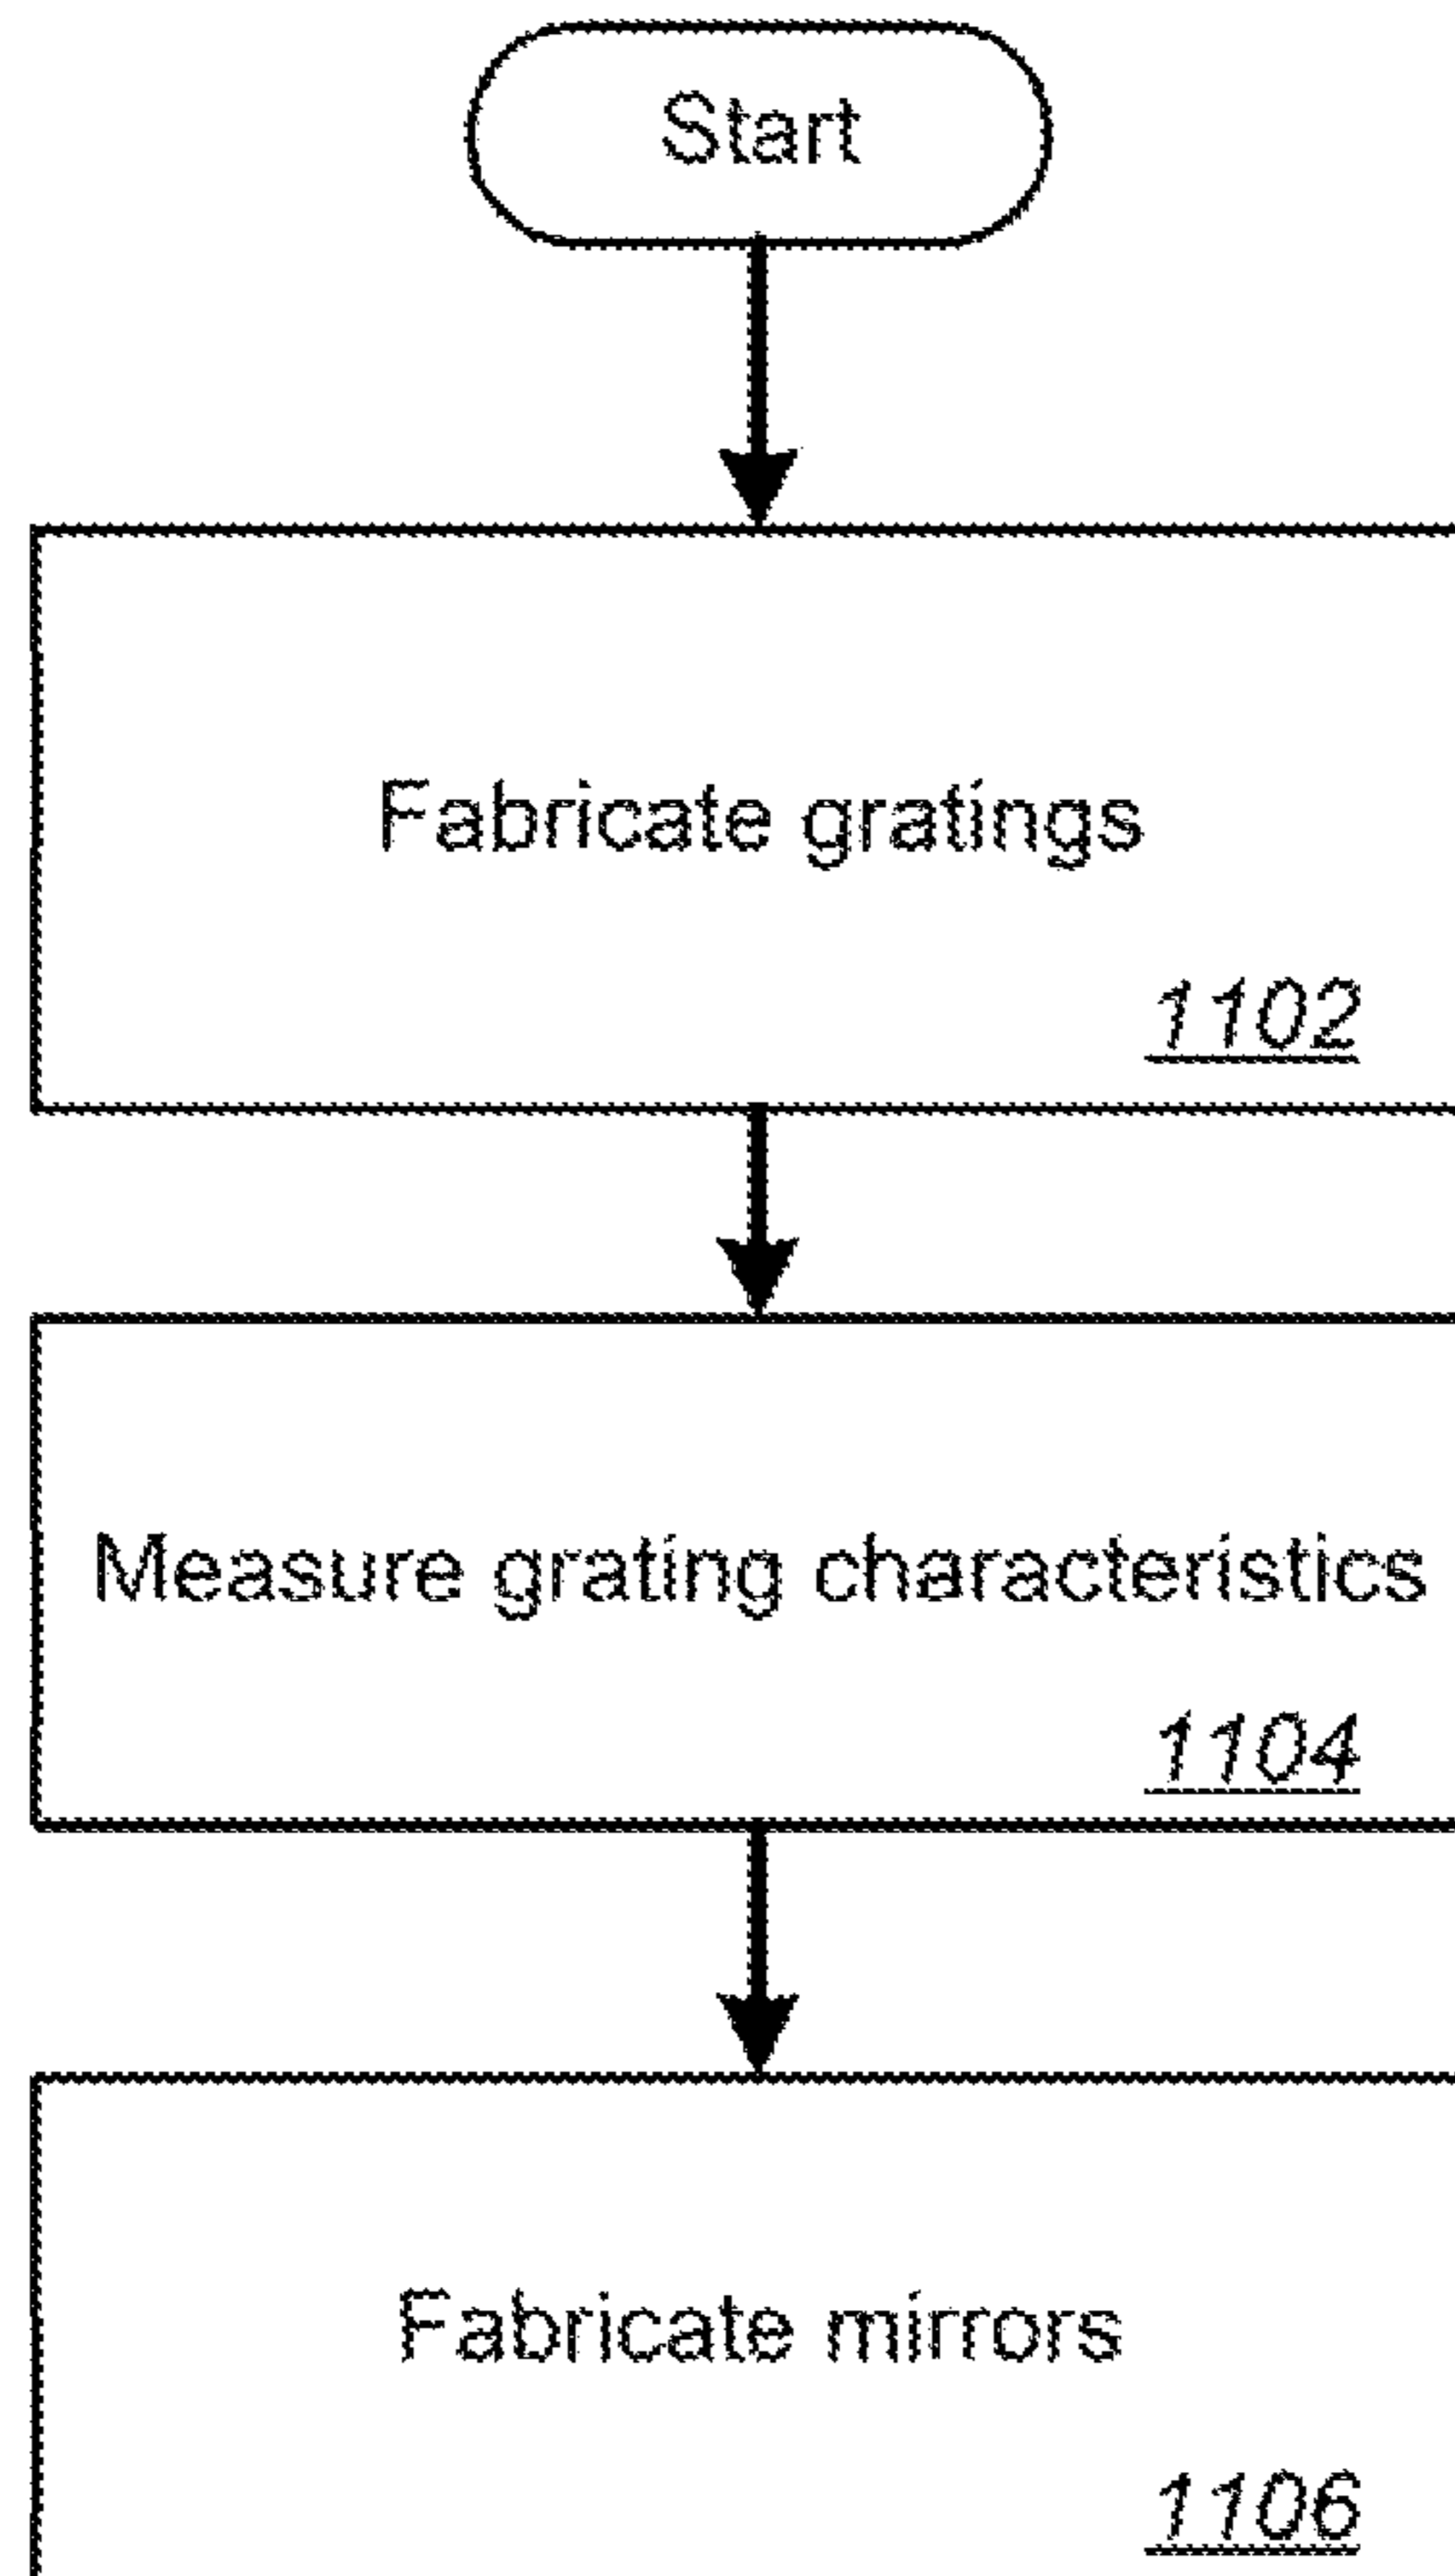 Start
Fabricate gratings
1102
Measure grating characteristics
1104
Fabricate mirrors
1106